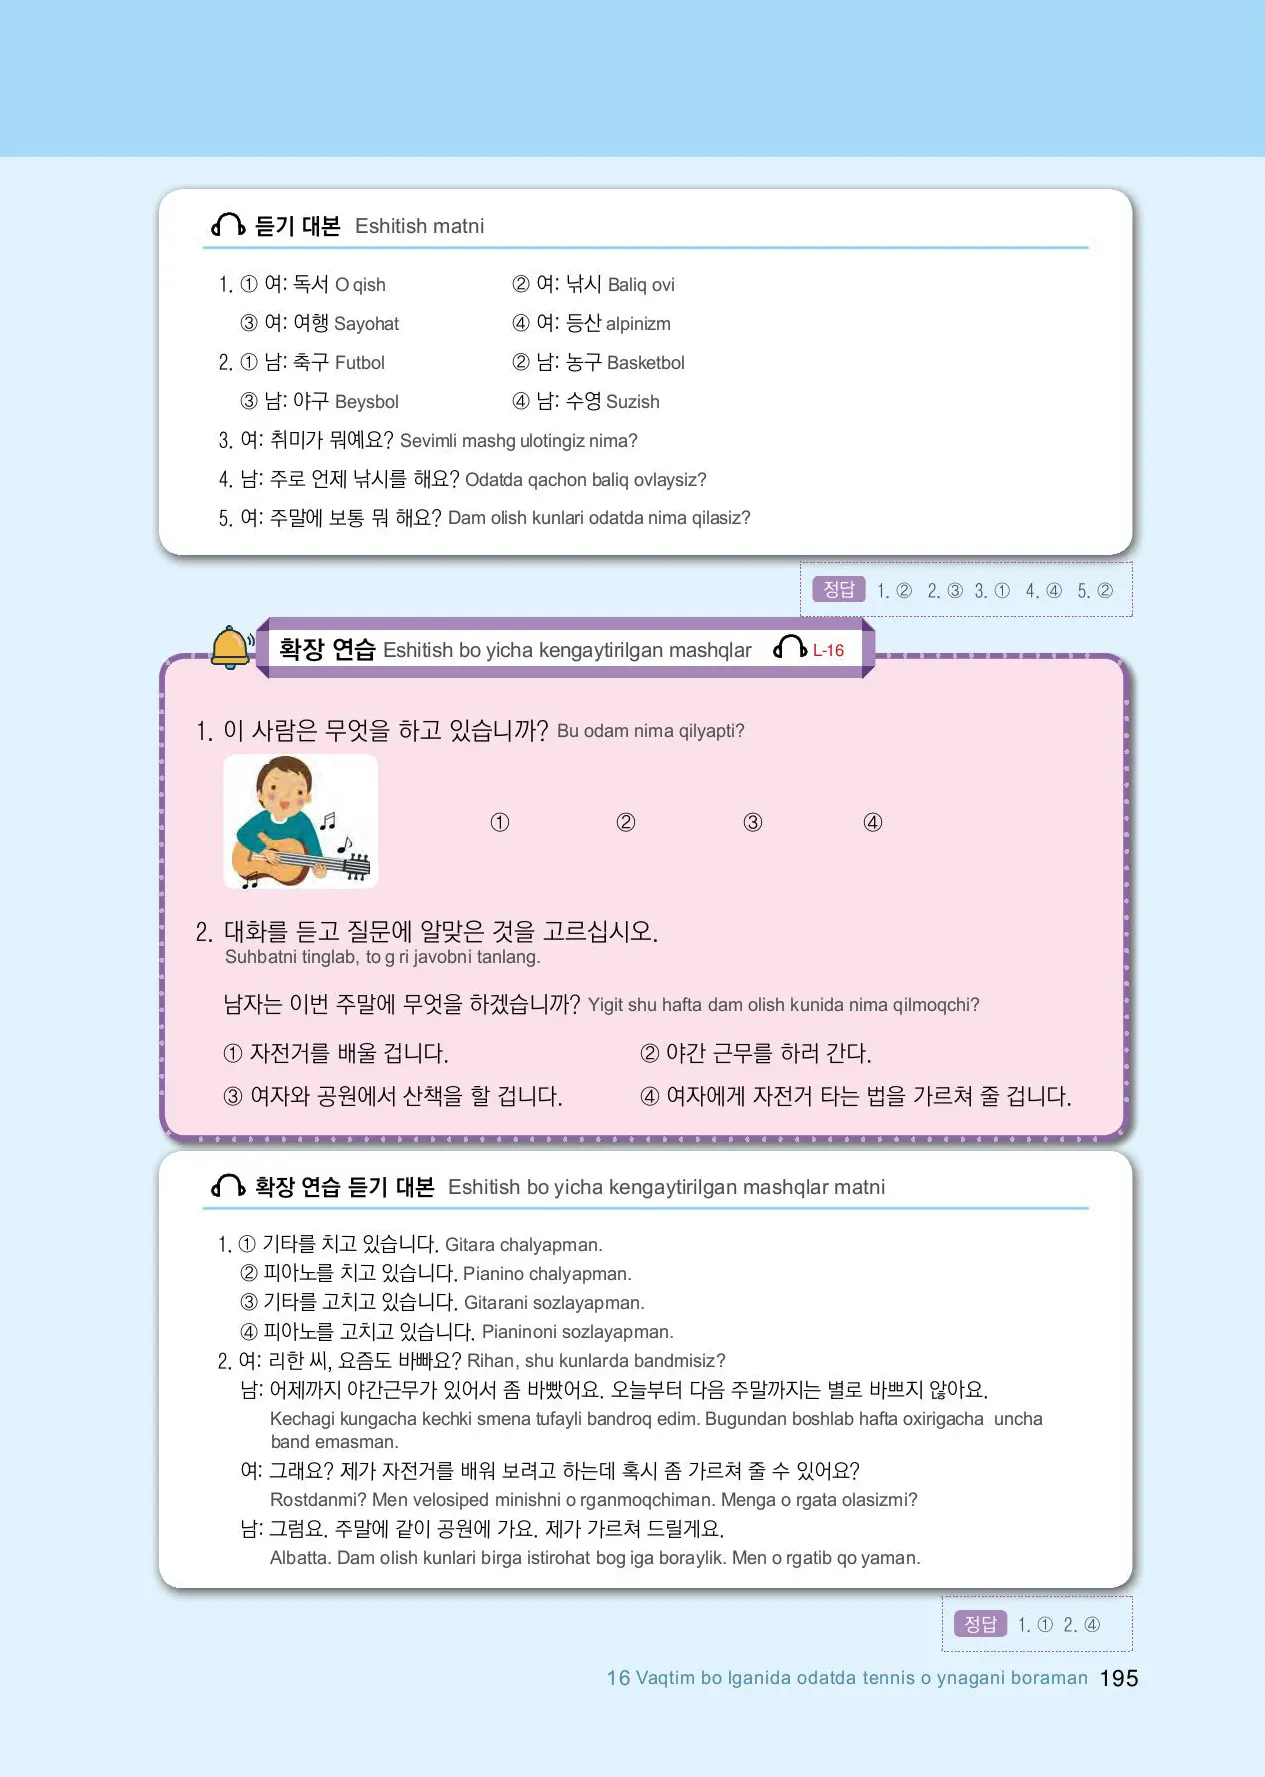 듣기 대본 Eshitish matni
1. ① 여: 독서 O qish ② 여: 낚시 Baliq ovi
③ 여: 여행 Sayohat ④ 여: 등산 alpinizm
2. ① 남: 축구 Futbol ② 남: 농구 Basketbol
③ 남: 야구 Beysbol ④ 남: 수영 Suzish
3. 여: 취미가 뭐예요? Sevimli mashg ulotingiz nima?
4. 남: 주로 언제 낚시를 해요? Odatda qachon baliq ovlaysiz?
5. 여: 주말에 보통 뭐 해요? Dam olish kunlari odatda nima qilasiz?
정답 1. ② 2. ③ 3. ① 4. ④ 5. ②
확장 연습 Eshitish bo yicha kengaytirilgan mashqlar L-16
1. 이 사람은 무엇을 하고 있습니까? Bu odam nima qilyapti?
① ② ③ ④
2. 대화를 듣고 질문에 알맞은 것을 고르십시오.
Suhbatni tinglab, to g ri javobni tanlang.
남자는 이번 주말에 무엇을 하겠습니까? Yigit shu hafta dam olish kunida nima qilmoqchi?
① 자전거를 배울 겁니다. ② 야간 근무를 하러 간다.
③ 여자와 공원에서 산책을 할 겁니다. ④ 여자에게 자전거 타는 법을 가르쳐 줄 겁니다.
확장 연습 듣기 대본 Eshitish bo yicha kengaytirilgan mashqlar matni
1. ① 기타를 치고 있습니다. Gitara chalyapman.
② 피아노를 치고 있습니다. Pianino chalyapman.
③ 기타를 고치고 있습니다. Gitarani sozlayapman.
④ 피아노를 고치고 있습니다. Pianinoni sozlayapman.
2. 여: 리한 씨, 요즘도 바빠요? Rihan, shu kunlarda bandmisiz?
남: 어제까지 야간근무가 있어서 좀 바빴어요. 오늘부터 다음 주말까지는 별로 바쁘지 않아요.
Kechagi kungacha kechki smena tufayli bandroq edim. Bugundan boshlab hafta oxirigacha uncha
band emasman.
여: 그래요? 제가 자전거를 배워 보려고 하는데 혹시 좀 가르쳐 줄 수 있어요?
Rostdanmi? Men velosiped minishni o rganmoqchiman. Menga o rgata olasizmi?
남: 그럼요. 주말에 같이 공원에 가요. 제가 가르쳐 드릴게요.
Albatta. Dam olish kunlari birga istirohat bog iga boraylik. Men o rgatib qo yaman.
정답 1. ① 2. ④
16 Vaqtim bo lganida odatda tennis o ynagani boraman 195